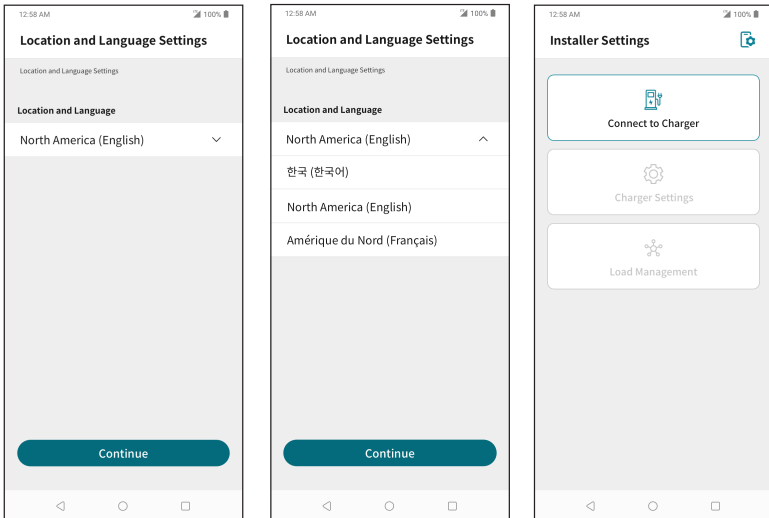 12:58 AM
100%
Location and Language Settings
Location and Language Settings
Location and Language
North America (English)
Continue
12:58 AM
100%
Location and Language Settings
Location and Language Settings
Location and Language
North America (English)
한국 (한국어)
North America (English)
Amérique du Nord (Français)
Continue
12:58 AM
100%
Installer Settings
Connect to Charger
Charger Settings
Load Management